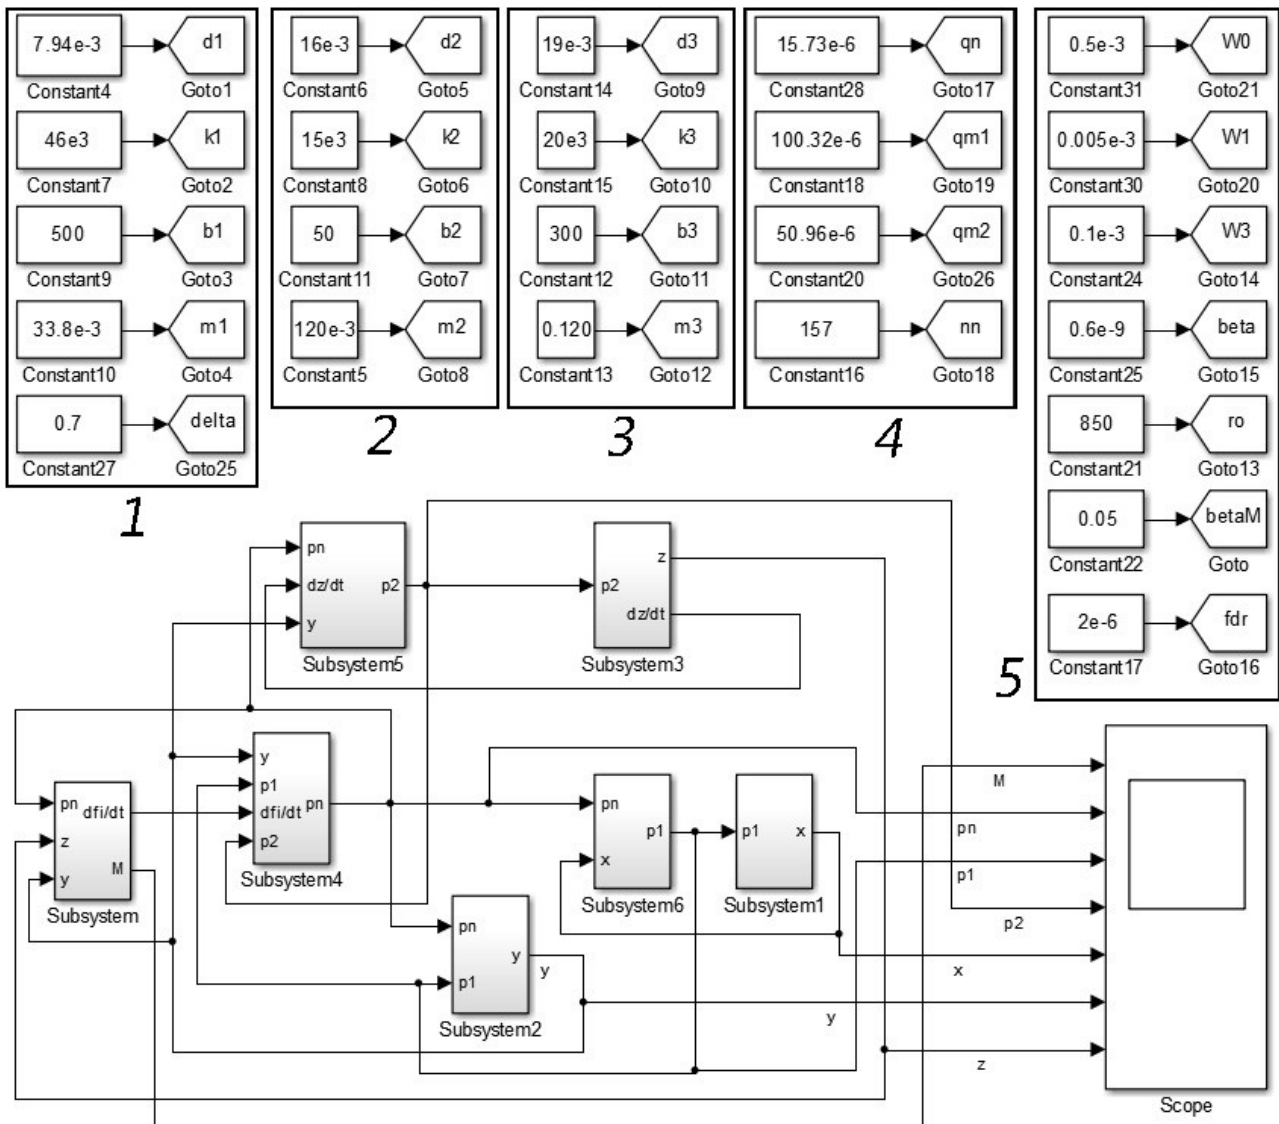 7.94e-3
d1
Constant4
Goto1
46e3
k1
Constant7
Goto2
500
b1
Constant9
Goto3
33.8e-3
m1
Constant10
Goto4
0.7
delta
Constant27
Goto25
1
16e-3
d2
Constant6
Goto5
15e3
k2
Constant8
Goto6
50
b2
Constant11
Goto7
120e-3
m2
Constant5
Goto8
2
19e-3
d3
Constant14
Goto9
20e3
k3
Constant15
Goto10
300
b3
Constant12
Goto11
0.120
m3
Constant13
Goto12
3
15.73e-6
qn
Constant28
Goto17
100.32e-6
qm1
Constant18
Goto19
50.96e-6
qm2
Constant20
Goto26
157
nn
Constant16
Goto18
4
0.5e-3
W0
Constant31
Goto21
0.005e-3
W1
Constant30
Goto20
0.1e-3
W3
Constant24
Goto14
0.6e-9
beta
Constant25
Goto15
850
ro
Constant21
Goto13
0.05
betaM
Constant22
Goto
2e-6
fdr
Constant17
Goto16
5
pn
dz/dt
y
p2
Subsystem5
p2
z
dz/dt
Subsystem3
pn
z
y
dfi/dt
M
Subsystem
y
p1
dfi/dt
p2
pn
Subsystem4
pn
p1
y
Subsystem2
y
pn
x
p1
Subsystem6
p1
x
Subsystem1
M
pn
p1
p2
x
y
z
Scope